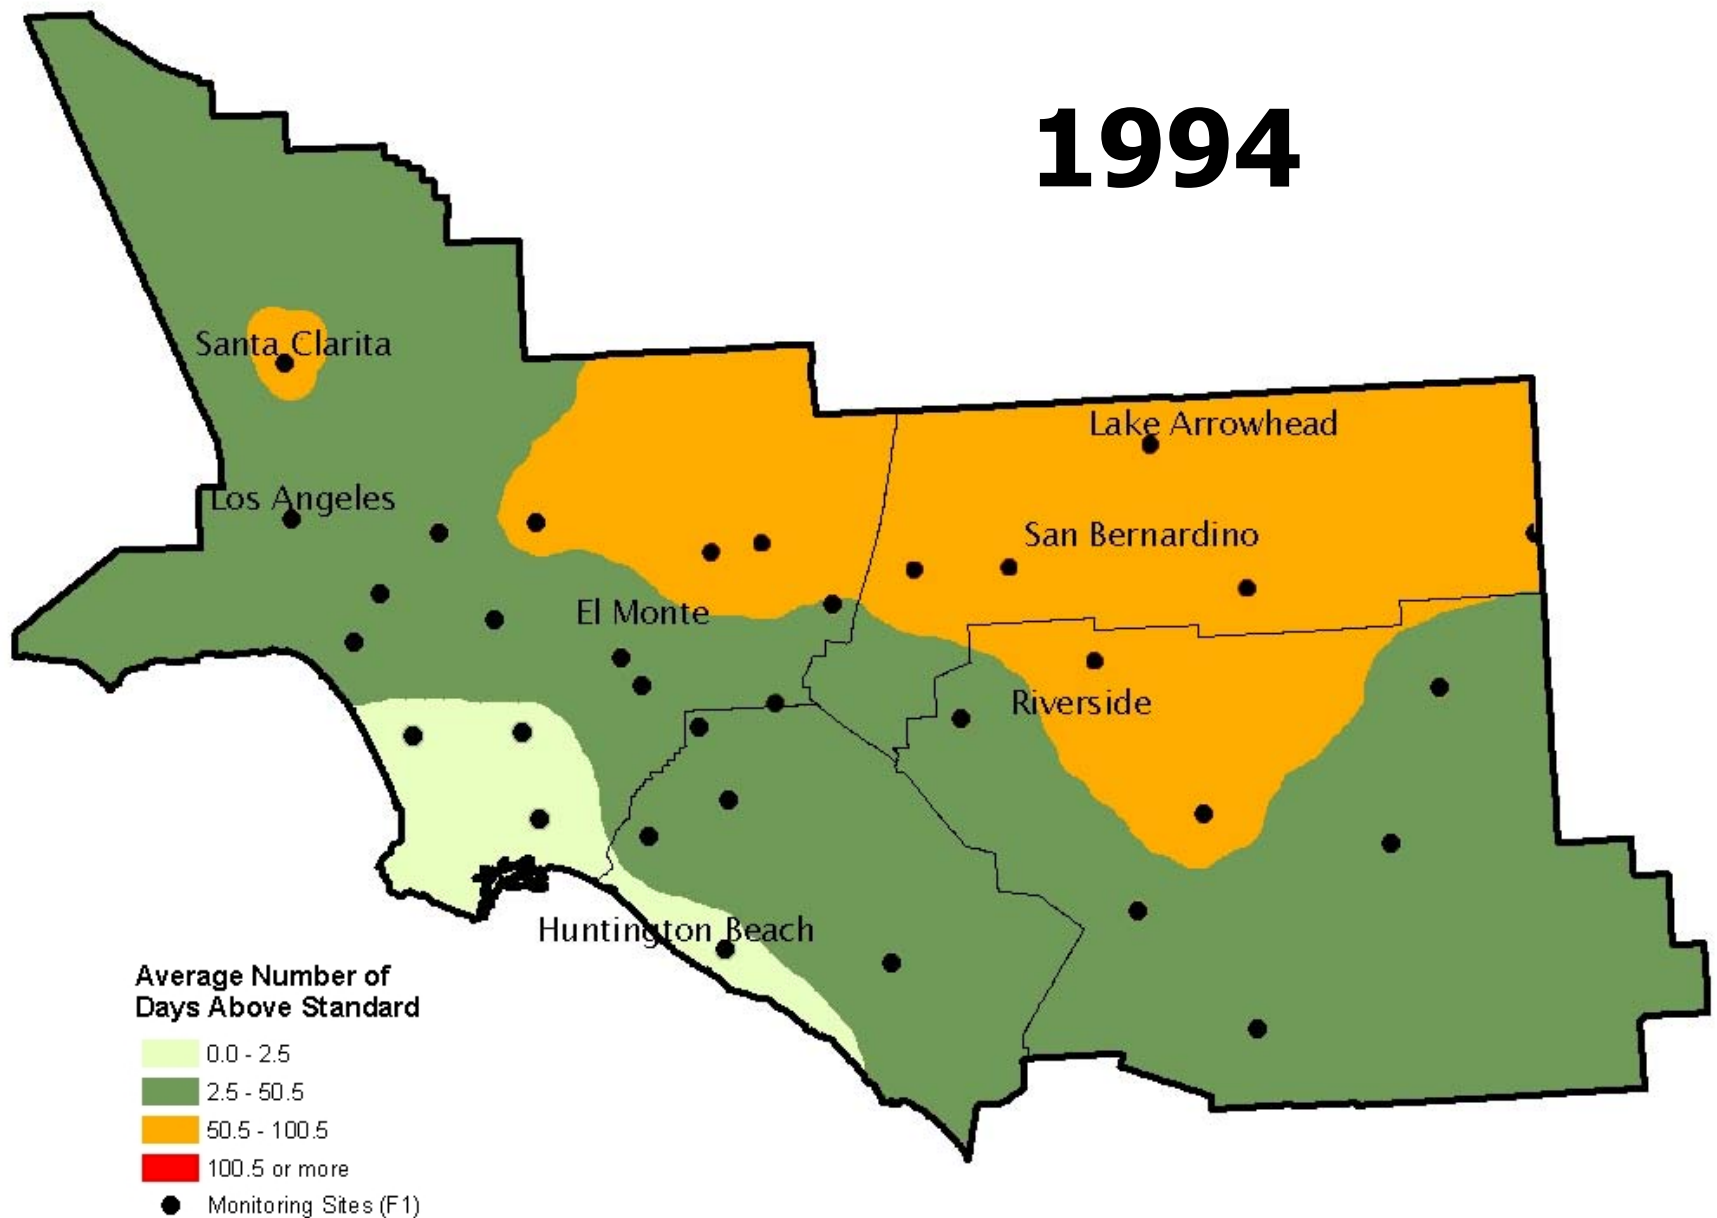 1994
Santa Clarita
Lake Arrowhead
Los Angeles
San Bernardino
El Monte
Riverside
Huntington Beach
Average Number of
Days Above Standard
0.0 - 2.5
2.5 - 50.5
50.5 - 100.5
100.5 or more
Monitoring Sites (F1)